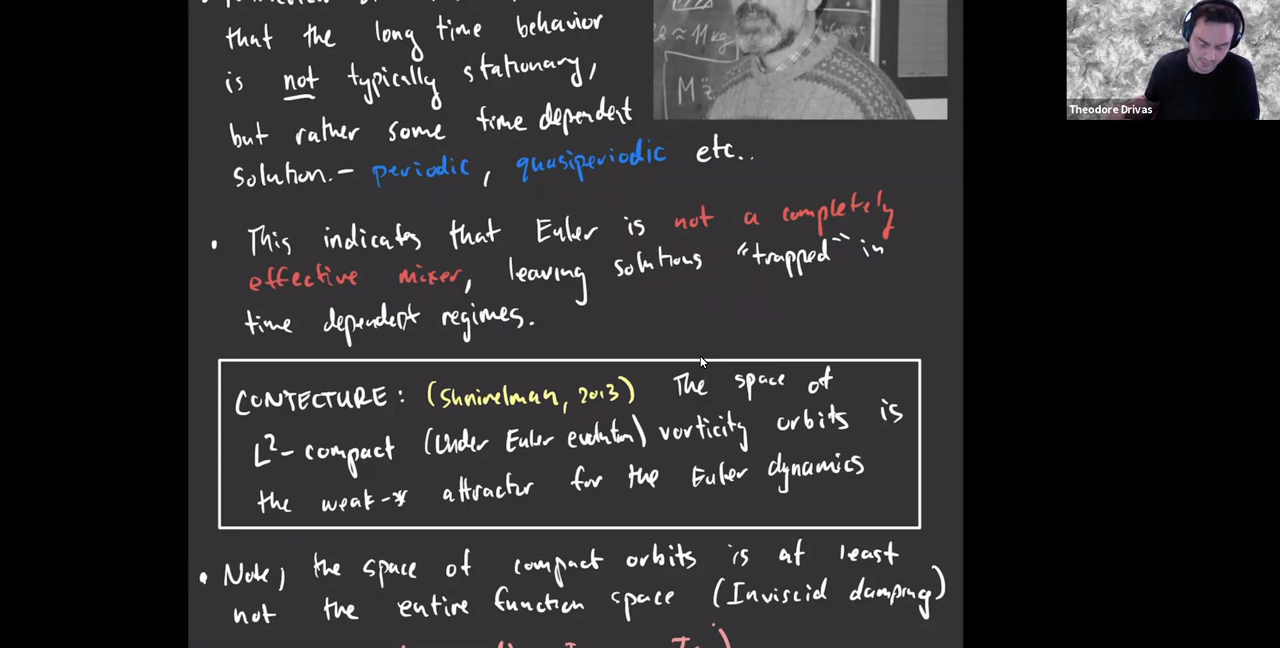 that the long time behavior
is not typically stationary,
but rather some time dependent
solution.- periodic, quasiperiodic etc..
• This indicates that Euler is not a completely
effective mixer, leaving solutions "trapped" in
time dependent regimes.
CONJECTURE: (Shnirelman, 2013) The space of
L²-compact (Under Euler evolution) vorticity orbits is
the weak-* attractor for the Euler dynamics
• Note; the space of compact orbits is at least
not the entire function space (Inviscid damping)
≈ 11 kg
Theodore Drivas